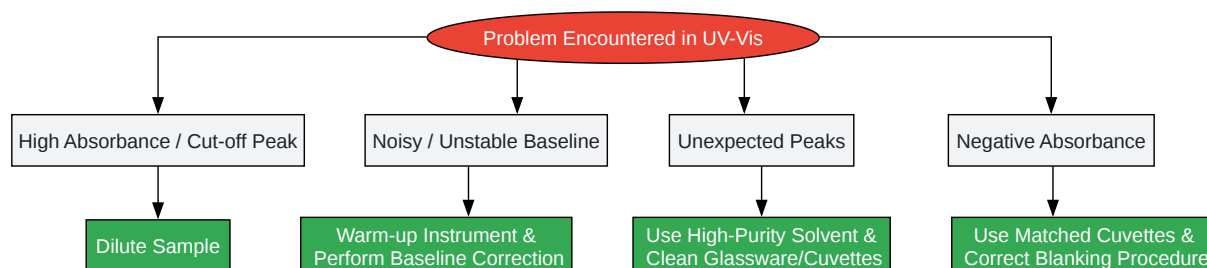 Problem Encountered in UV-Vis
High Absorbance / Cut-off Peak
Noisy / Unstable Baseline
Unexpected Peaks
Negative Absorbance
Dilute Sample
Warm-up Instrument &
Perform Baseline Correction
Use High-Purity Solvent &
Clean Glassware/Cuvettes
Use Matched Cuvettes &
Correct Blanking Procedure